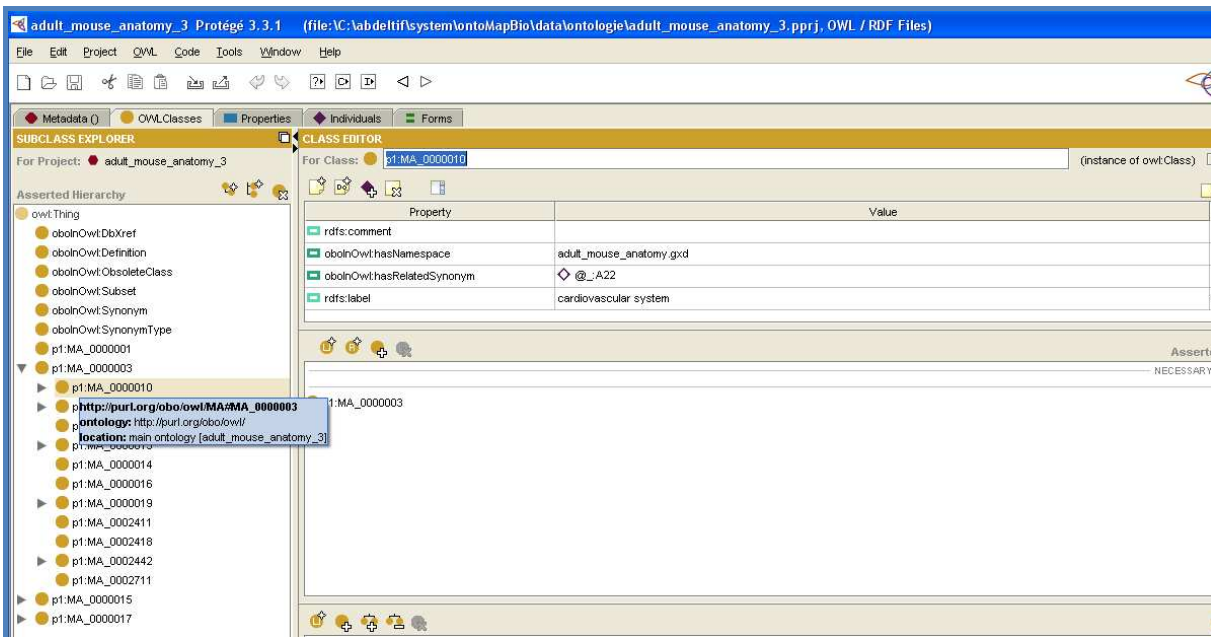 adult_mouse_anatomy_3 Protégé 3.3.1 (file:\C:\abdeltif\system\ontoMapBio\data\ontologie\adult_mouse_anatomy_3.pprj, OWL / RDF Files)
File Edit Project OWL Code Tools Window Help
Metadata () OWLClasses Properties Individuals Forms
SUBCLASS EXPLORER
For Project: adult_mouse_anatomy_3
Asserted Hierarchy
owl:Thing
oboInOwl:DbXref
oboInOwl:Definition
oboInOwl:ObsoleteClass
oboInOwl:Subset
oboInOwl:Synonym
oboInOwl:SynonymType
p1:MA_0000001
p1:MA_0000003
p1:MA_0000010
http://purl.org/obo/owl/MA#MA_0000003
ontology: http://purl.org/obo/owl/
location: main ontology [adult_mouse_anatomy_3]
p1:MA_0000014
p1:MA_0000016
p1:MA_0000019
p1:MA_0002411
p1:MA_0002418
p1:MA_0002442
p1:MA_0002711
p1:MA_0000015
p1:MA_0000017
CLASS EDITOR
For Class: p1:MA_0000010 (instance of owl:Class)
Property Value
rdfs:comment
oboInOwl:hasNamespace adult_mouse_anatomy.gxd
oboInOwl:hasRelatedSynonym @_:A22
rdfs:label cardiovascular system
Assert
NECESSARY
1:MA_0000003